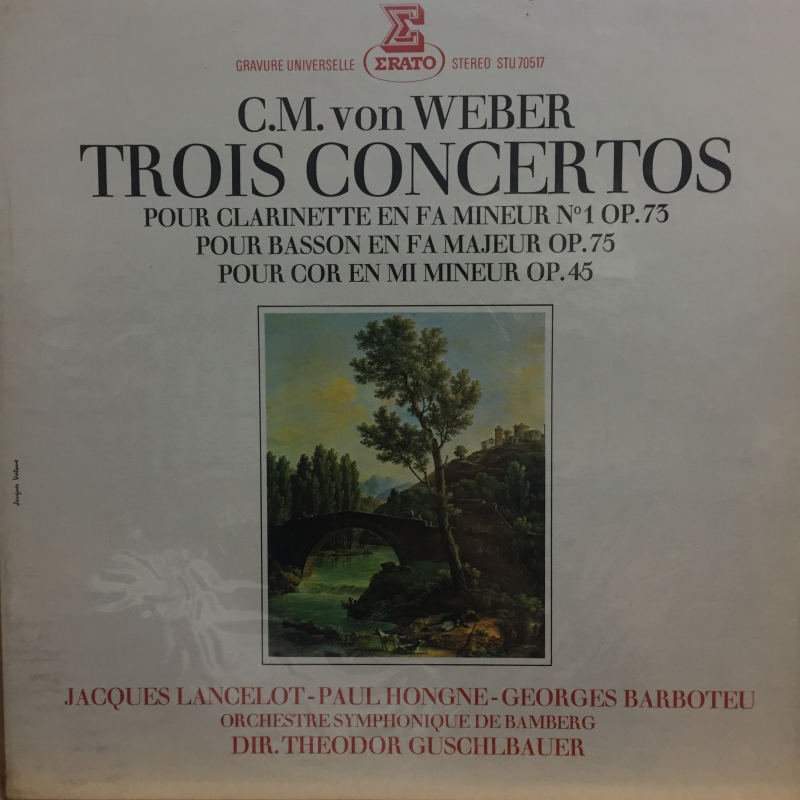 GRAVURE UNIVERSELLE ERATO STEREO STU 70517
C.M. von WEBER
TROIS CONCERTOS
POUR CLARINETTE EN FA MINEUR Nº1 OP.73
POUR BASSON EN FA MAJEUR OP.75
POUR COR EN MI MINEUR OP.45
JACQUES LANCELOT-PAUL HONGNE-GEORGES BARBOTEU
ORCHESTRE SYMPHONIQUE DE BAMBERG
DIR. THEODOR GUSCHLBAUER